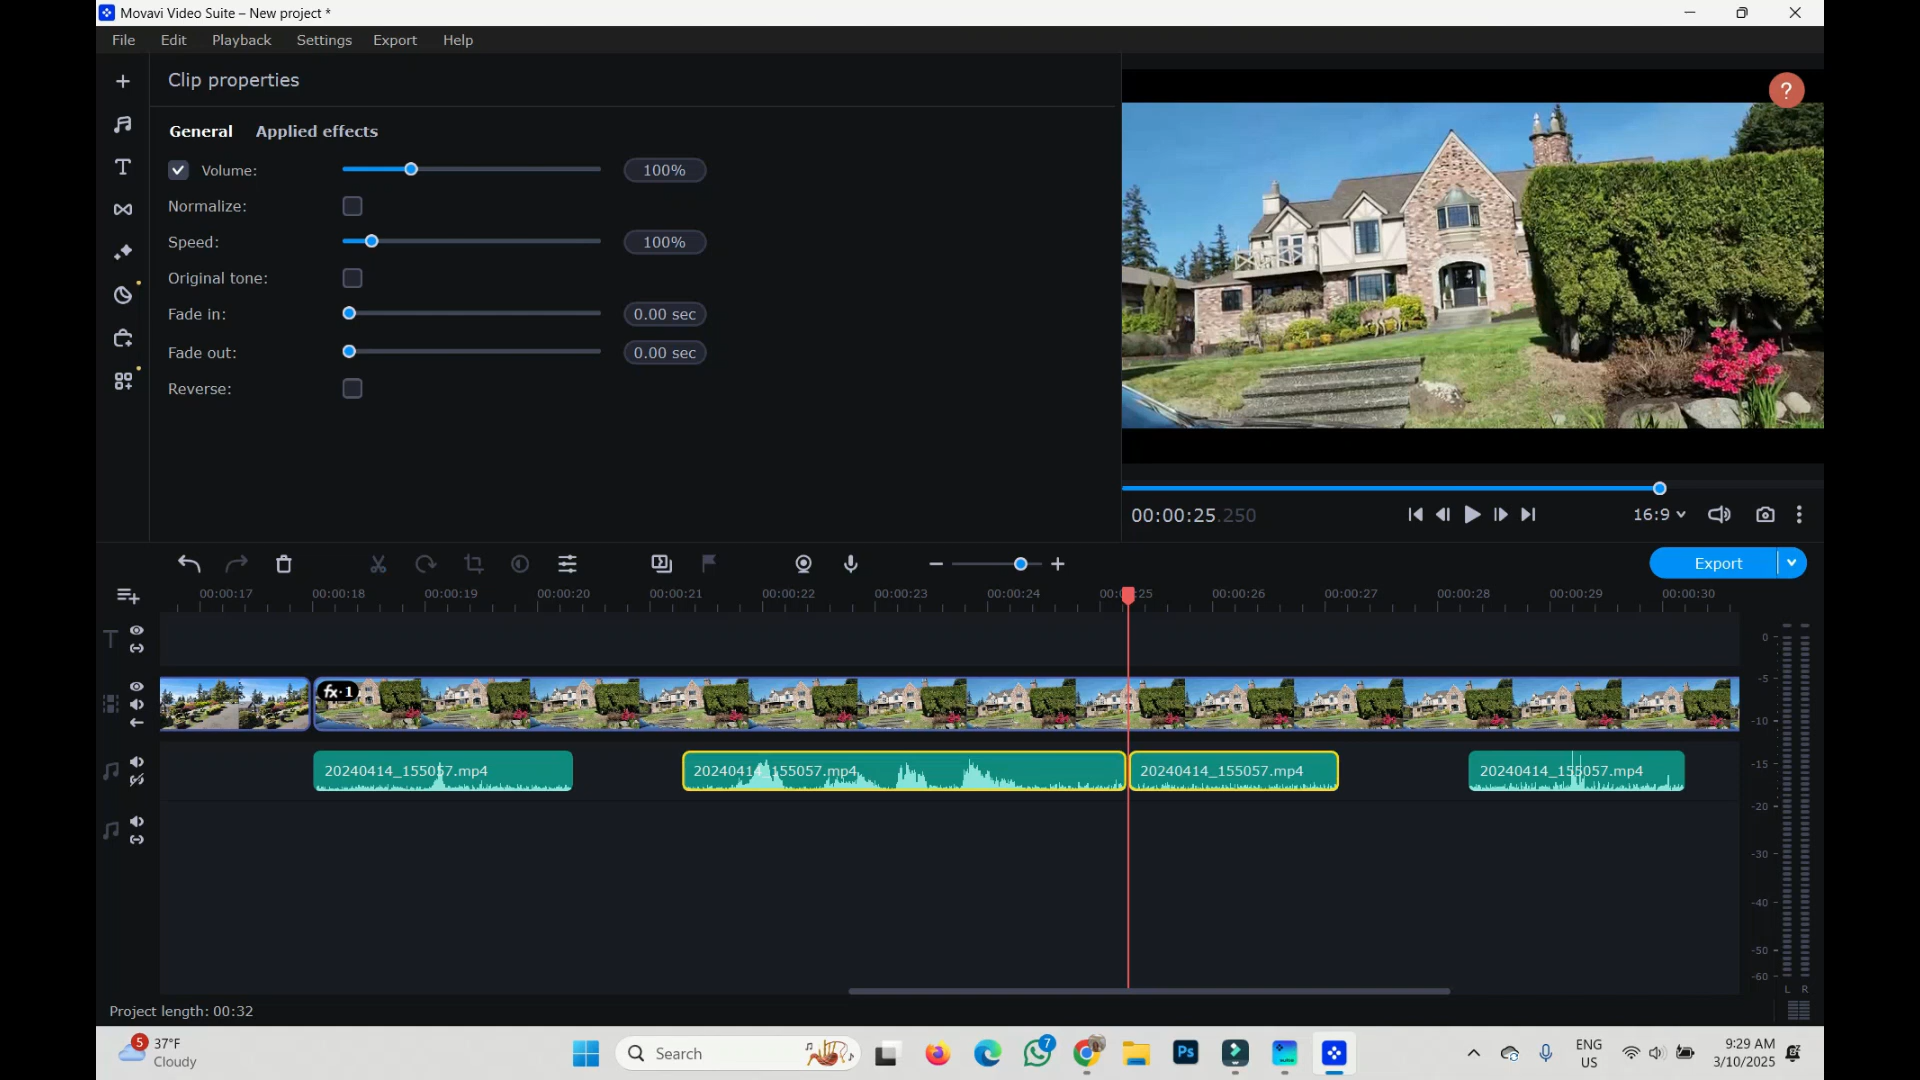 Movavi Video Suite – New project *
File Edit Playback Settings Export Help
Clip properties
General Applied effects
Volume: 100%
Normalize:
Speed: 100%
Original tone:
Fade in: 0.00 sec
Fade out: 0.00 sec
Reverse:
?
00:00:25.250
16:9
Export
00:00:17 00:00:18 00:00:19 00:00:20 00:00:21 00:00:22 00:00:23 00:00:24 00:00:25 00:00:26 00:00:27 00:00:28 00:00:29 00:00:30
fx·1
20240414_155057.mp4 20240414_155057.mp4 20240414_155057.mp4 20240414_155057.mp4
0
-5
-10
-15
-20
-30
-40
-50
-60
L R
Project length: 00:32
5
37°F
Cloudy
Search
7
Ps
ENG
US
9:29 AM
3/10/2025